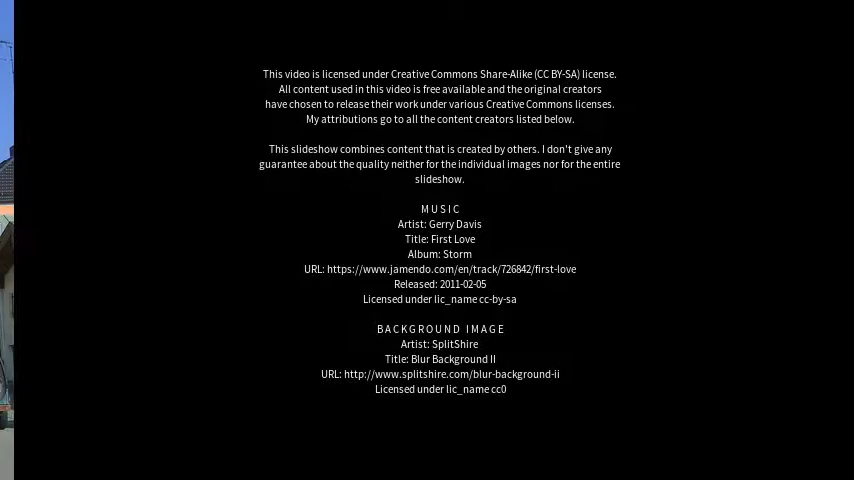 This video is licensed under Creative Commons Share-Alike (CC BY-SA) license.
All content used in this video is free available and the original creators
have chosen to release their work under various Creative Commons licenses.
My attributions go to all the content creators listed below.
This slideshow combines content that is created by others. I don't give any
guarantee about the quality neither for the individual images nor for the entire
slideshow.
MUSIC
Artist: Gerry Davis
Title: First Love
Album: Storm
URL: https://www.jamendo.com/en/track/726842/first-love
Released: 2011-02-05
Licensed under lic_name cc-by-sa
BACKGROUND IMAGE
Artist: SplitShire
Title: Blur Background II
URL: http://www.splitshire.com/blur-background-ii
Licensed under lic_name cc0